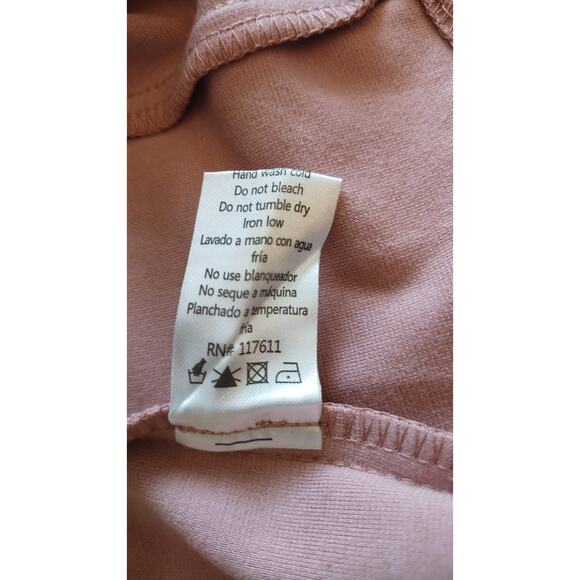 Hand wash cold
Do not bleach
Do not tumble dry
Iron low
Lavado a mano con agua
fría
No use blanqueador
No seque a máquina
Planchado a temperatura
fría
RN# 117611